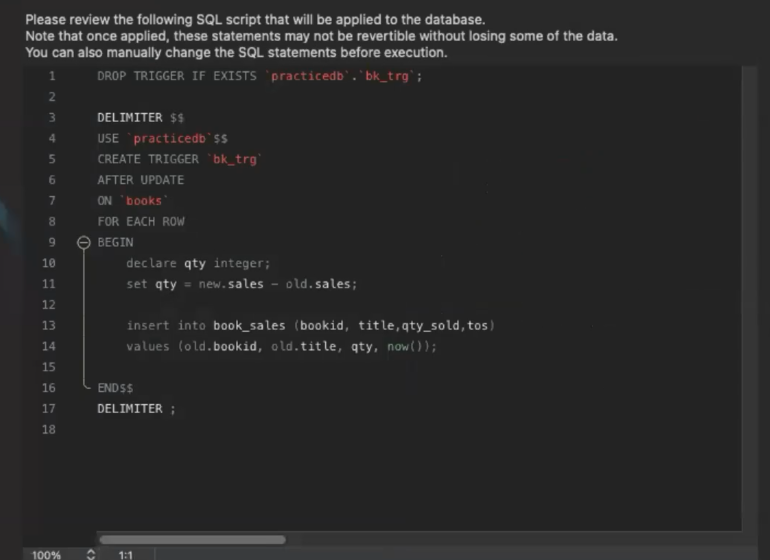 Please review the following SQL script that will be applied to the database.
Note that once applied, these statements may not be revertible without losing some of the data.
You can also manually change the SQL statements before execution.
1 DROP TRIGGER IF EXISTS `practicedb`.`bk_trg`;
2
3 DELIMITER $$
4 USE `practicedb`$$
5 CREATE TRIGGER `bk_trg`
6 AFTER UPDATE
7 ON `books`
8 FOR EACH ROW
9 BEGIN
10 declare qty integer;
11 set qty = new.sales - old.sales;
12
13 insert into book_sales (bookid, title,qty_sold,tos)
14 values (old.bookid, old.title, qty, now());
15
16 END$$
17 DELIMITER ;
18
100% 1:1